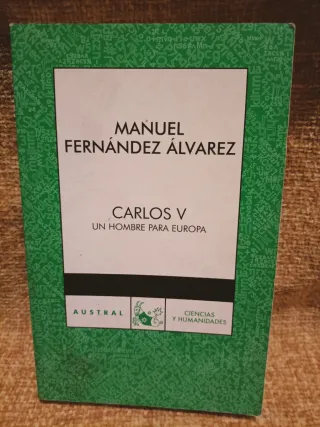 MANUEL
FERNÁNDEZ ÁLVAREZ
CARLOS V
UN HOMBRE PARA EUROPA
AUSTRAL
CIENCIAS
Y HUMANIDADES